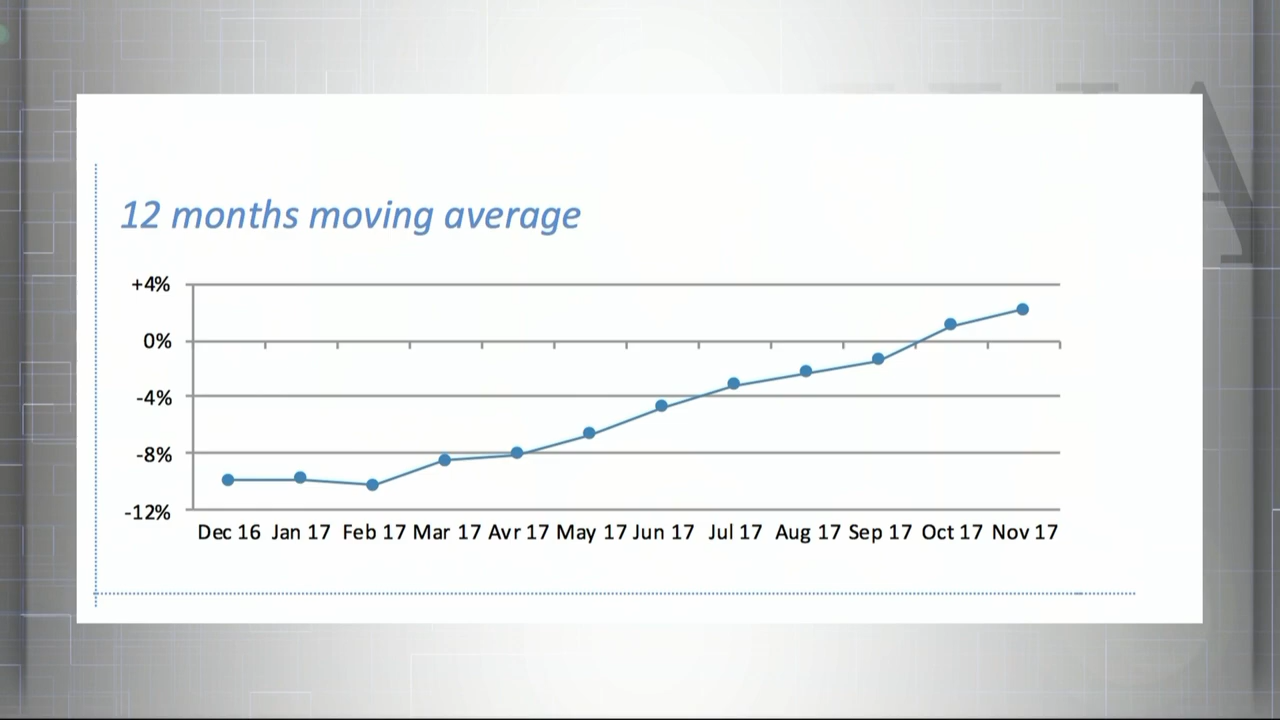 12 months moving average
+4%
0%
-4%
-8%
-12%
Dec 16 Jan 17 Feb 17 Mar 17 Avr 17 May 17 Jun 17 Jul 17 Aug 17 Sep 17 Oct 17 Nov 17